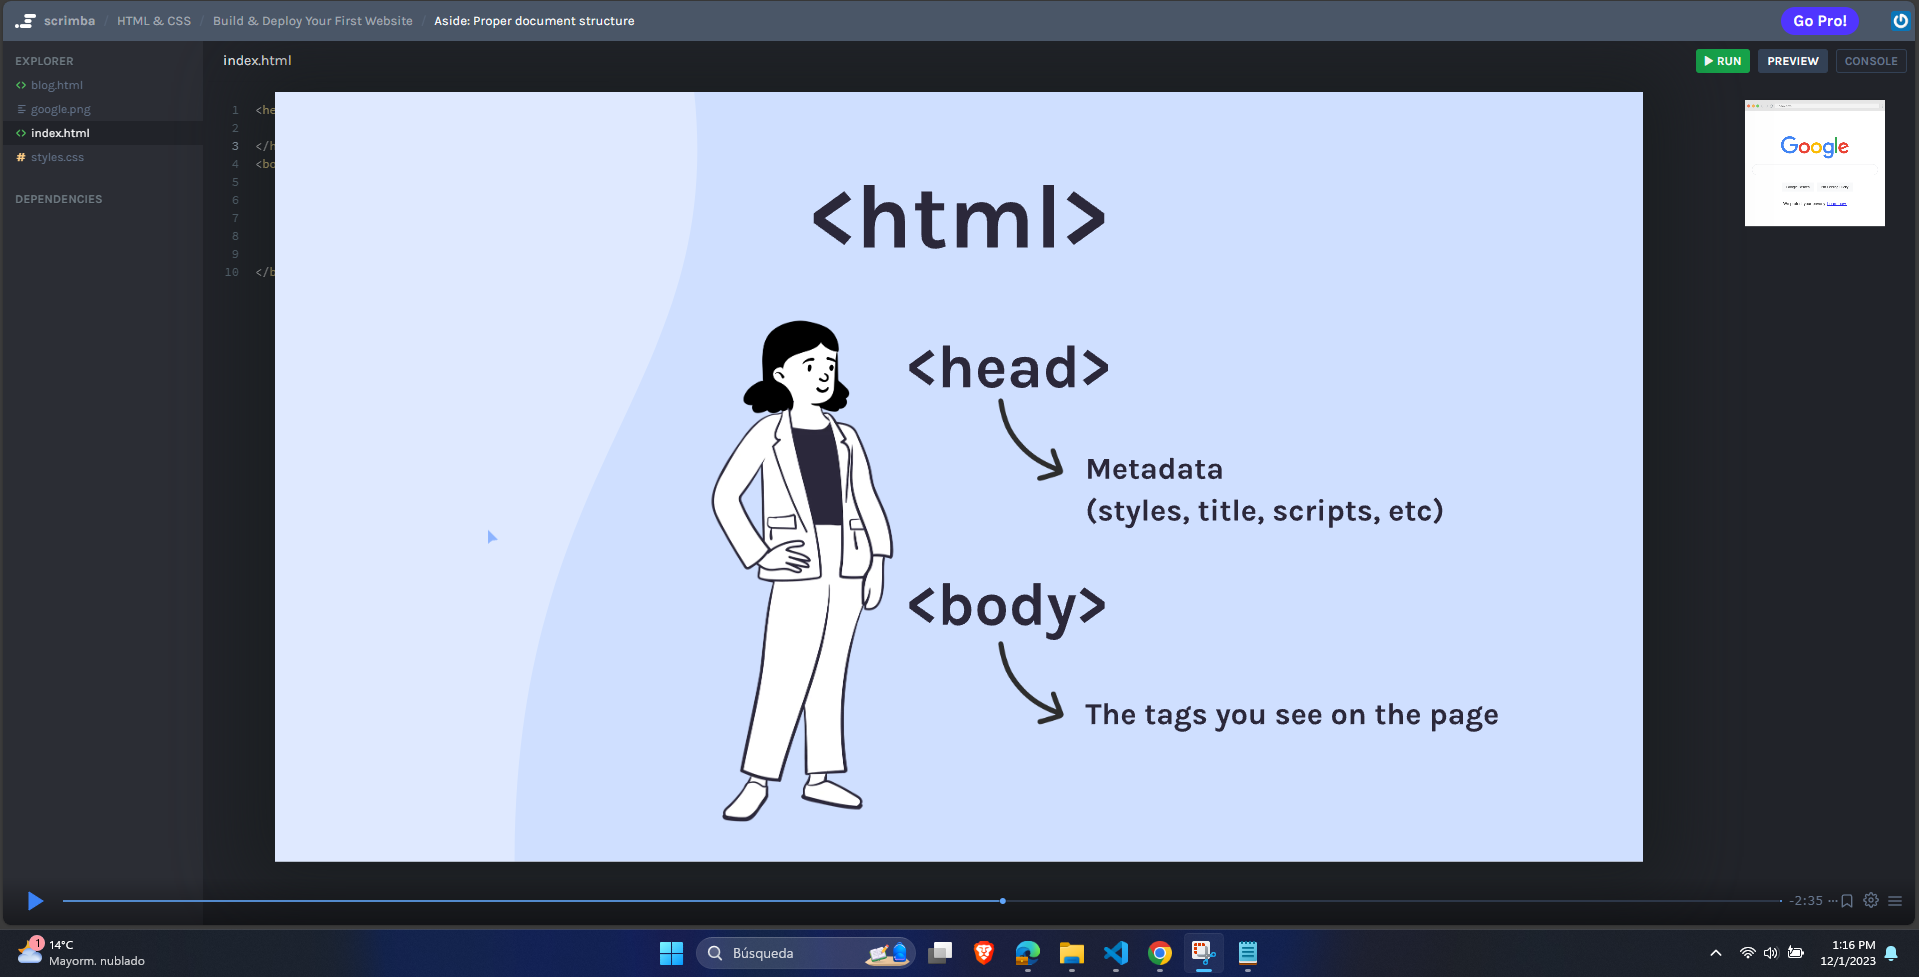 scrimba / HTML & CSS / Build & Deploy Your First Website / Aside: Proper document structure
Go Pro!
EXPLORER
blog.html
google.png
index.html
styles.css
DEPENDENCIES
index.html
RUN
PREVIEW
CONSOLE
1 <he
2
3 </h
4 <bo
5
6
7
8
9
10 </b
<html>
<head>
Metadata
(styles, title, scripts, etc)
<body>
The tags you see on the page
Google
-2:35
1
14°C
Mayorm. nublado
Búsqueda
1:16 PM
12/1/2023